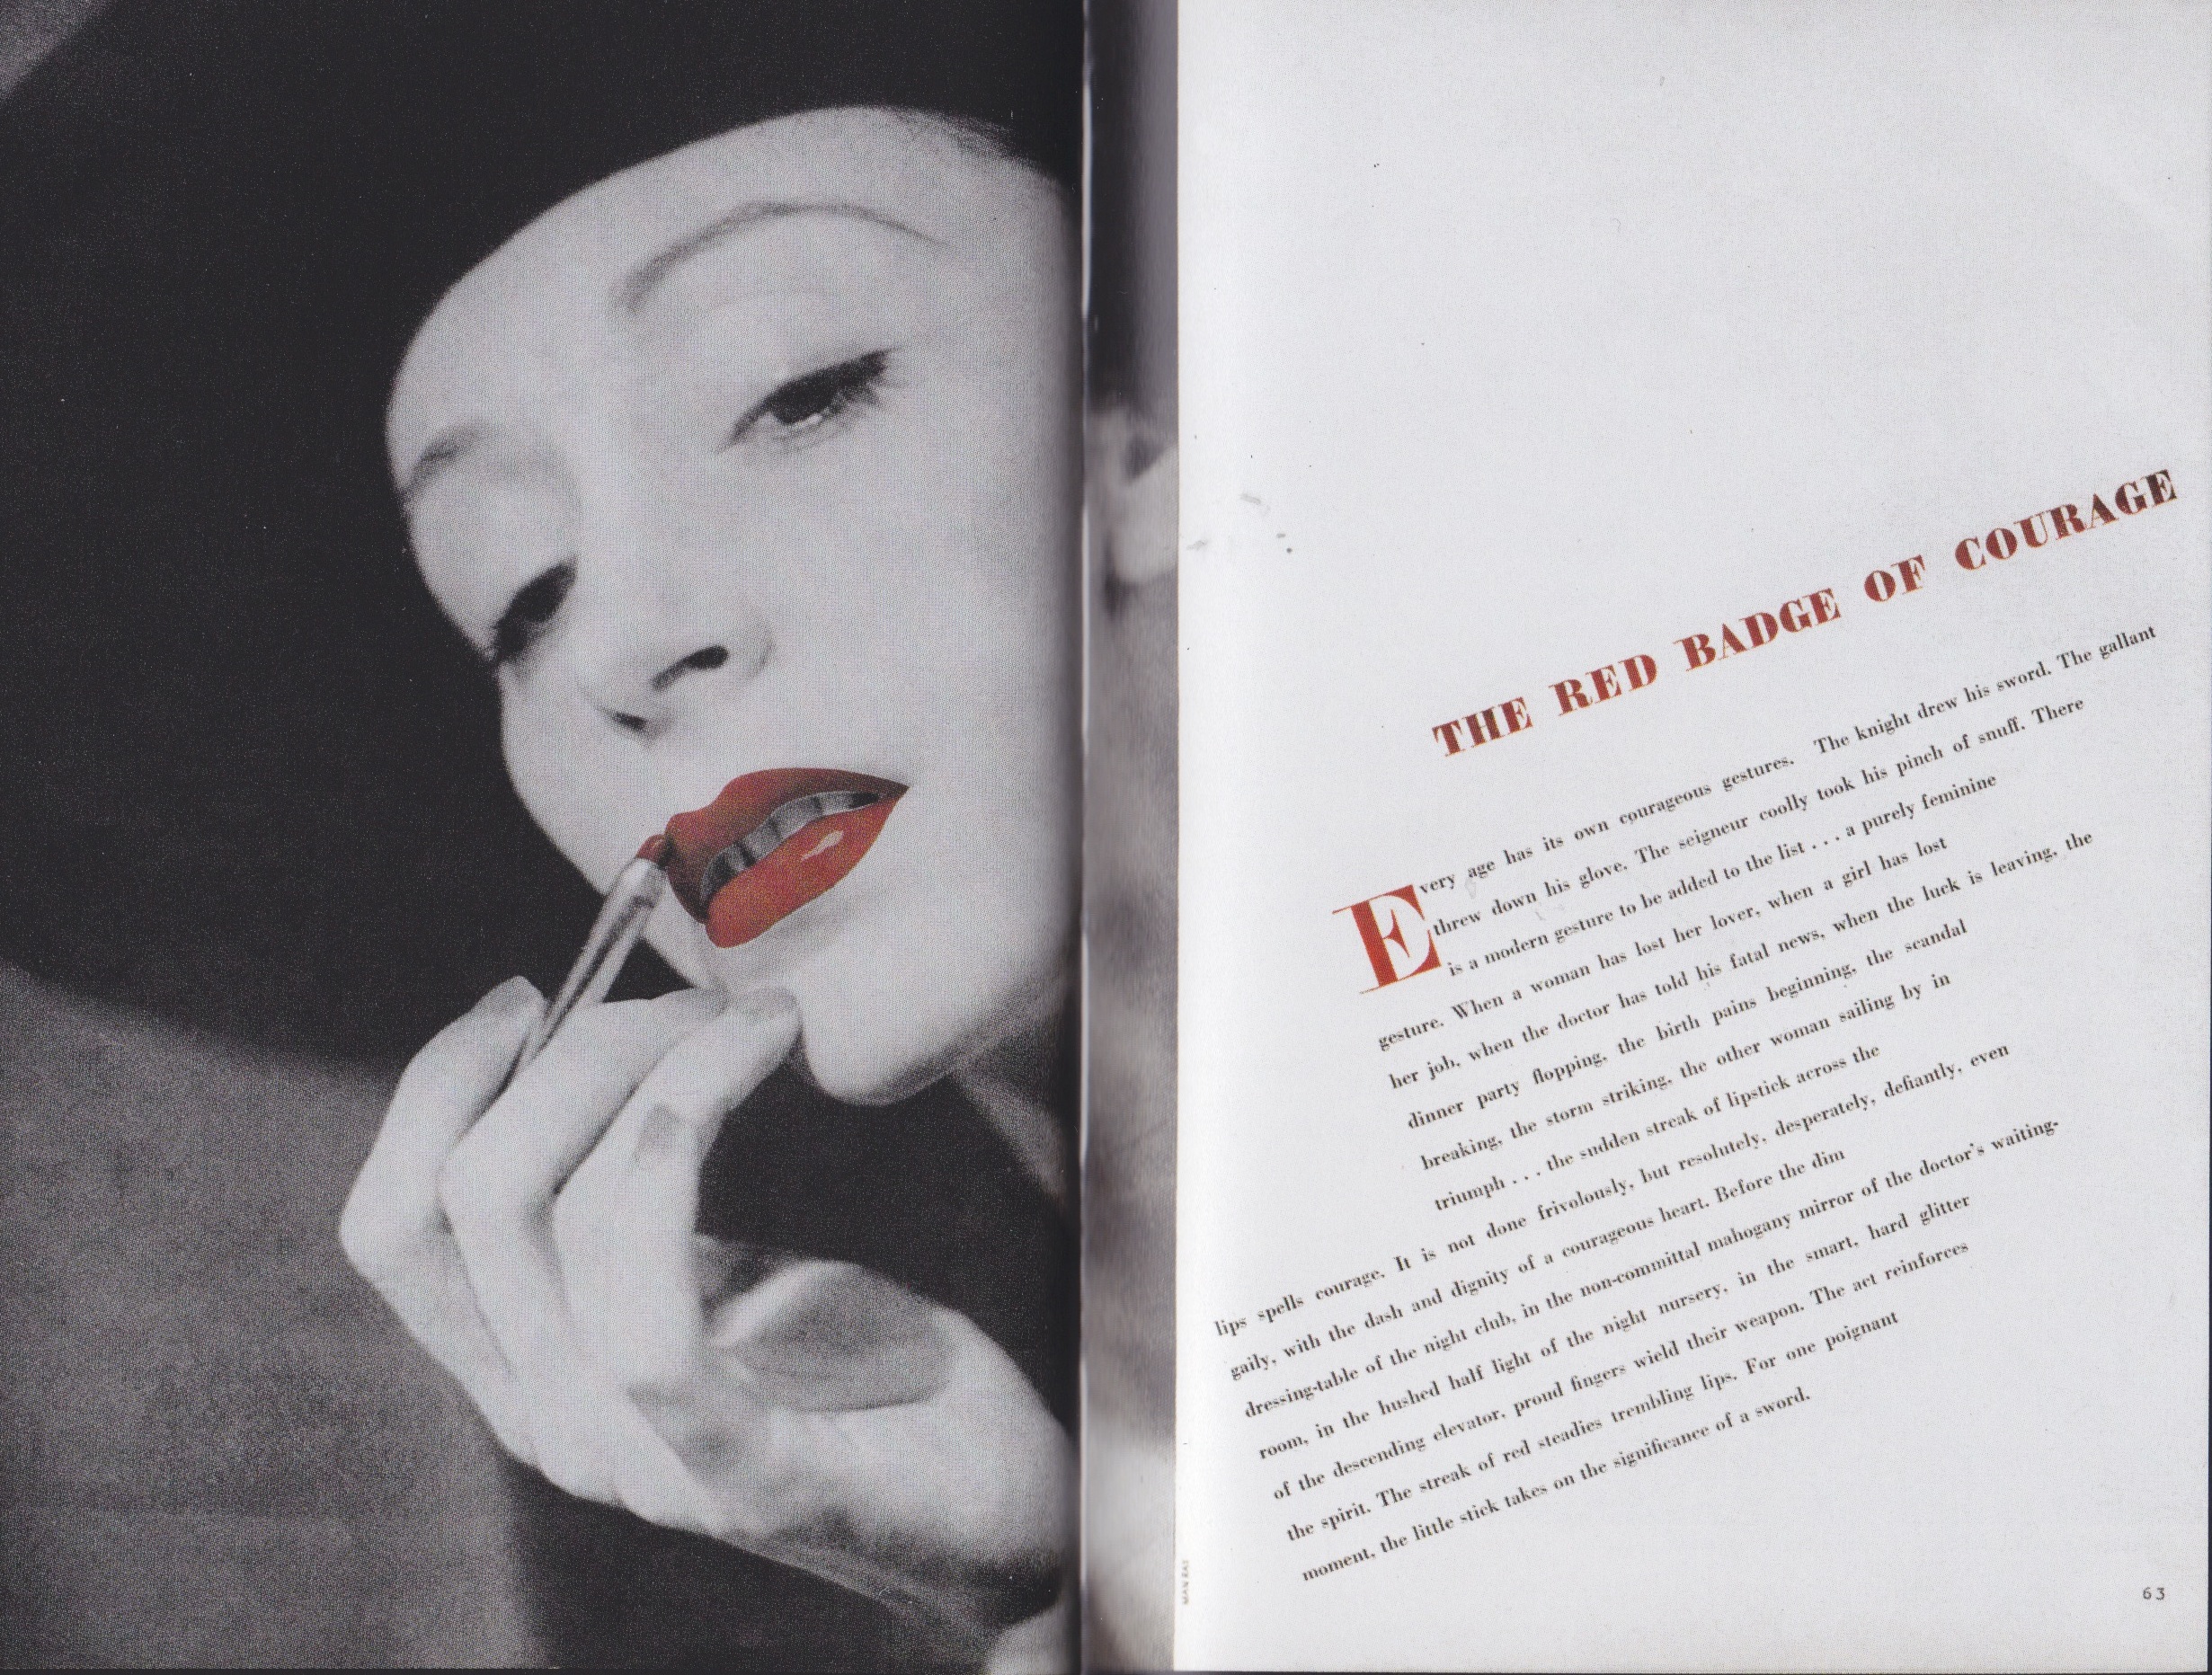 THE RED BADGE OF COURAGE
Every age has its own courageous gestures. The knight drew his sword. The gallant
threw down his glove. The seigneur coolly took his pinch of snuff. There
is a modern gesture to be added to the list . . . a purely feminine
gesture. When a woman has lost her lover, when a girl has lost
her job, when the doctor has told his fatal news, when the luck is leaving, the
dinner party flopping, the birth pains beginning, the scandal
breaking, the storm striking, the other woman sailing by in
triumph . . . the sudden streak of lipstick across the
lips spells courage. It is not done frivolously, but resolutely, desperately, defiantly, even
gaily, with the dash and dignity of a courageous heart. Before the dim
dressing-table of the night club, in the non-committal mahogany mirror of the doctor's waiting-
room, in the hushed half light of the night nursery, in the smart, hard glitter
of the descending elevator, proud fingers wield their weapon. The act reinforces
the spirit. The streak of red steadies trembling lips. For one poignant
moment, the little stick takes on the significance of a sword.
MAN RAY
63